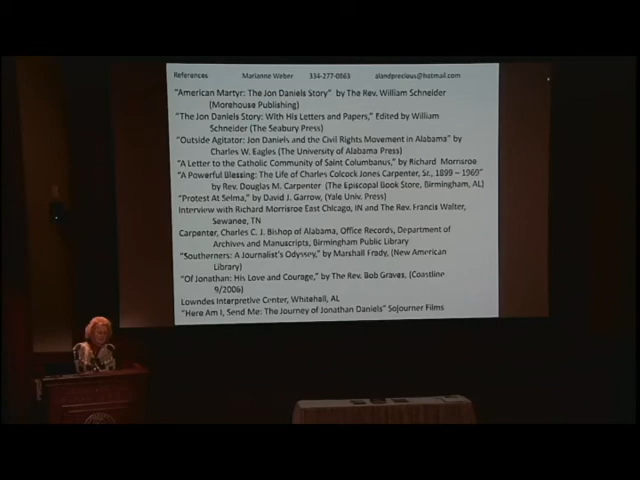 References Marianne Weber 334-277-0863 alandprecious@hotmail.com
"American Martyr: The Jon Daniels Story" by The Rev. William Schneider
(Morehouse Publishing)
"The Jon Daniels Story: With His Letters and Papers," Edited by William
Schneider (The Seabury Press)
"Outside Agitator: Jon Daniels and the Civil Rights Movement in Alabama" by
Charles W. Eagles (The University of Alabama Press)
"A Letter to the Catholic Community of Saint Columbanus," by Richard Morrisroe
"A Powerful Blessing: The Life of Charles Colcock Jones Carpenter, Sr., 1899 – 1969"
by Rev. Douglas M. Carpenter (The Episcopal Book Store, Birmingham, AL)
"Protest At Selma," by David J. Garrow, (Yale Univ. Press)
Interview with Richard Morrisroe East Chicago, IN and The Rev. Francis Walter,
Sewanee, TN
Carpenter, Charles C. J. Bishop of Alabama, Office Records, Department of
Archives and Manuscripts, Birmingham Public Library
"Southerners: A Journalist's Odyssey," by Marshall Frady, (New American
Library)
"Of Jonathan: His Love and Courage," by The Rev. Bob Graves, (Coastline
9/2006)
Lowndes Interpretive Center, Whitehall, AL
"Here Am I, Send Me: The Journey of Jonathan Daniels" Sojourner Films